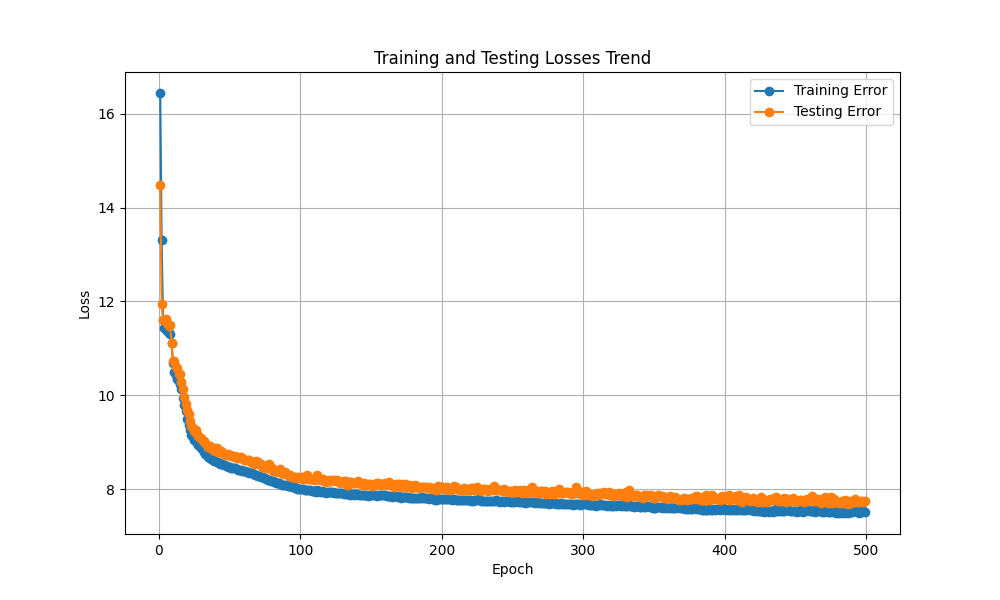 Training and Testing Losses Trend
Training Error
Testing Error
16
14
12
10
8
Loss
0 100 200 300 400 500
Epoch